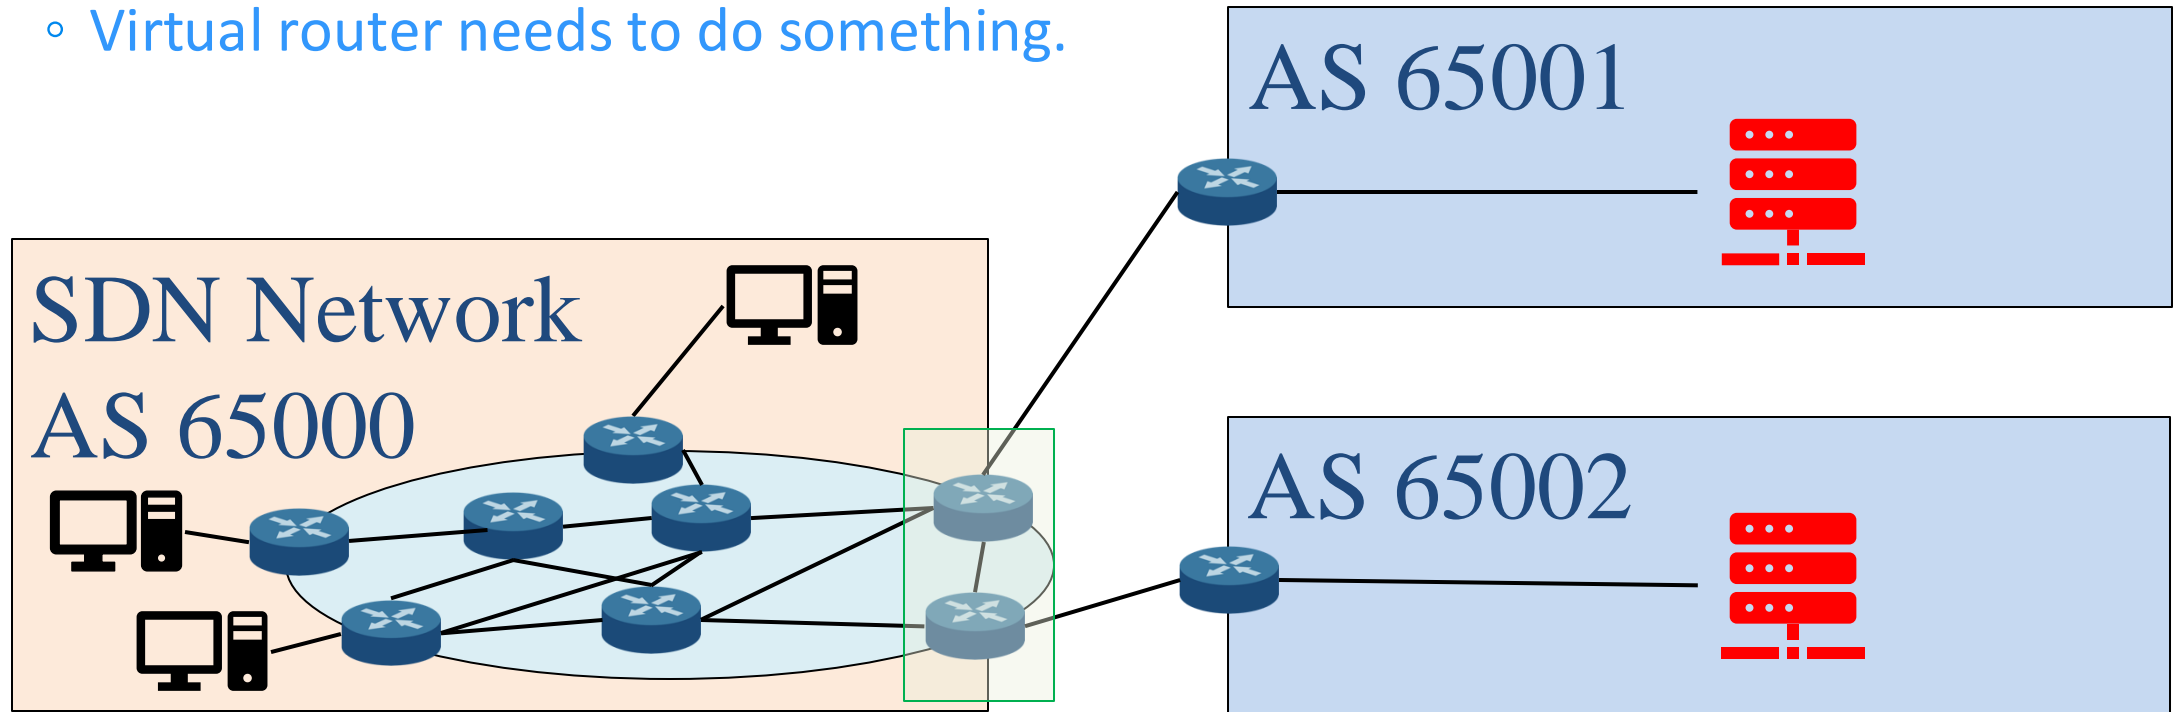 ◦ Virtual router needs to do something.
AS 65001
SDN Network
AS 65000
AS 65002